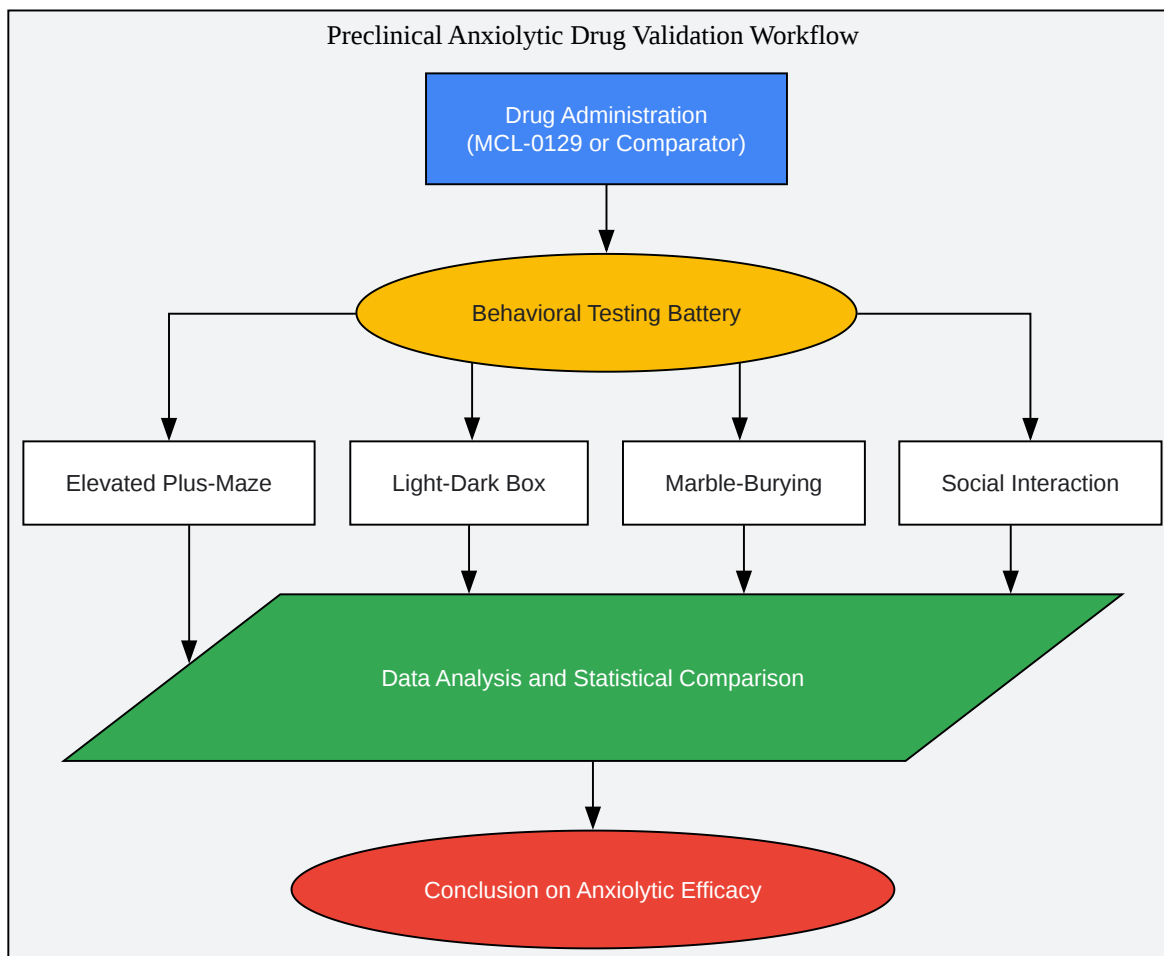 Preclinical Anxiolytic Drug Validation Workflow
Drug Administration
(MCL-0129 or Comparator)
Behavioral Testing Battery
Elevated Plus-Maze
Light-Dark Box
Marble-Burying
Social Interaction
Data Analysis and Statistical Comparison
Conclusion on Anxiolytic Efficacy